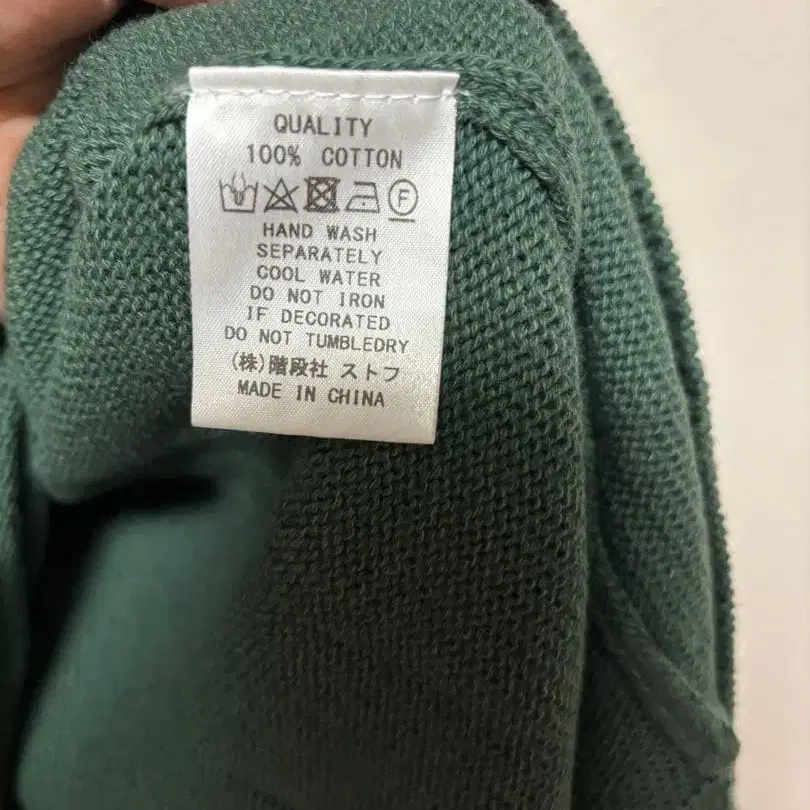 QUALITY
100% COTTON
F
HAND WASH
SEPARATELY
COOL WATER
DO NOT IRON
IF DECORATED
DO NOT TUMBLEDRY
(株)階段社 ストフ
MADE IN CHINA